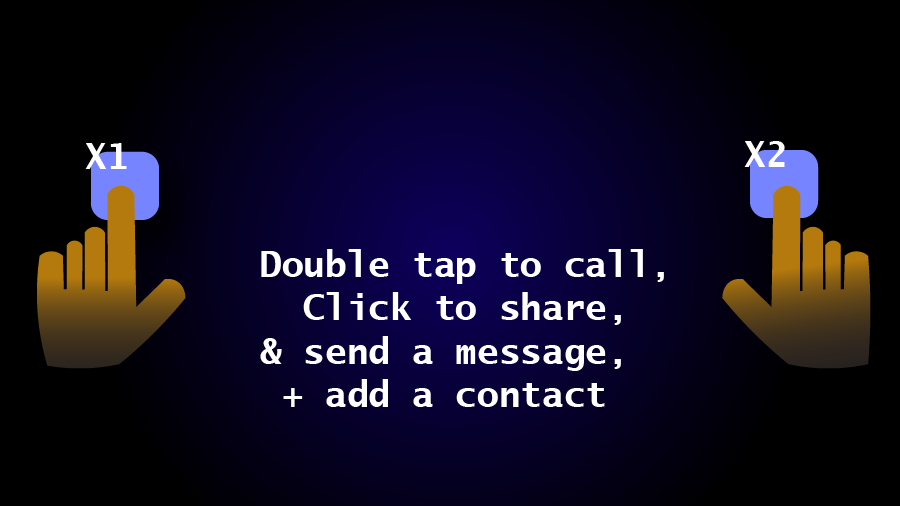 X1
X2
Double tap to call,
Click to share,
& send a message,
+ add a contact